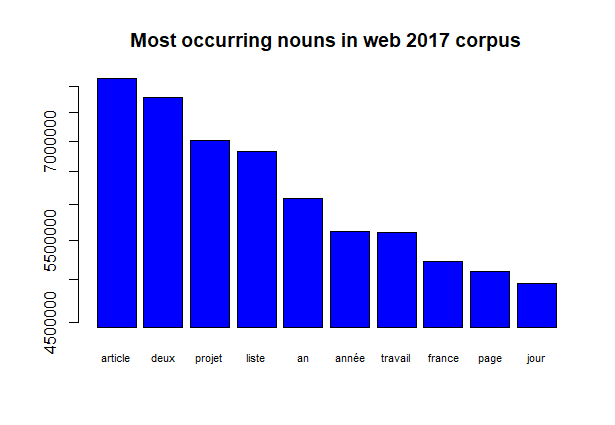 Most occurring nouns in web 2017 corpus
7000000
5500000
4500000
article deux projet liste an année travail france page jour